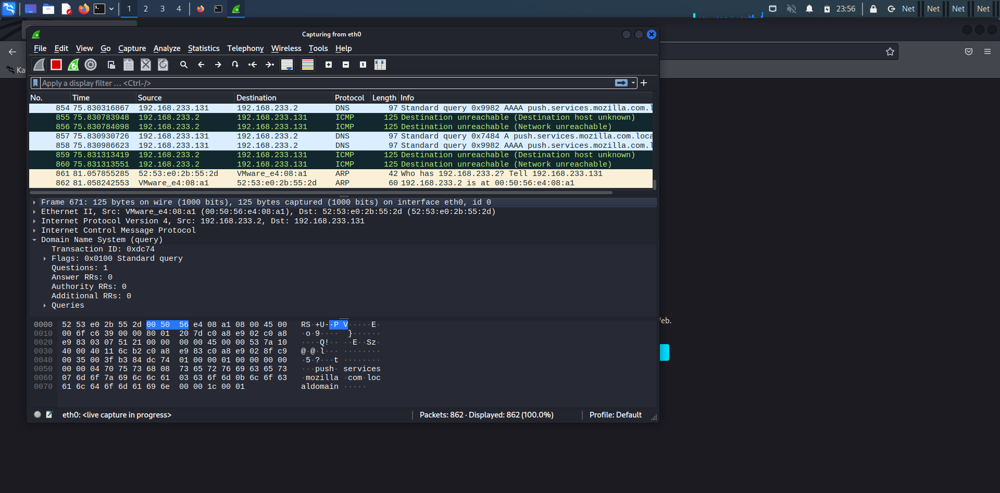 1 2 3 4 23:56 Net Net Net Net
Capturing from eth0
File Edit View Go Capture Analyze Statistics Telephony Wireless Tools Help
Ka
Apply a display filter ... <Ctrl-/>
No. Time Source Destination Protocol Length Info
854 75.830316867 192.168.233.131 192.168.233.2 DNS 97 Standard query 0x9982 AAAA push.services.mozilla.com.l
855 75.830783948 192.168.233.2 192.168.233.131 ICMP 125 Destination unreachable (Destination host unknown)
856 75.830784098 192.168.233.2 192.168.233.131 ICMP 125 Destination unreachable (Network unreachable)
857 75.830930726 192.168.233.131 192.168.233.2 DNS 97 Standard query 0x7484 A push.services.mozilla.com.loca
858 75.830986623 192.168.233.131 192.168.233.2 DNS 97 Standard query 0x9982 AAAA push.services.mozilla.com.l
859 75.831313419 192.168.233.2 192.168.233.131 ICMP 125 Destination unreachable (Destination host unknown)
860 75.831313551 192.168.233.2 192.168.233.131 ICMP 125 Destination unreachable (Network unreachable)
861 81.057855285 52:53:e0:2b:55:2d VMware_e4:08:a1 ARP 42 Who has 192.168.233.2? Tell 192.168.233.131
862 81.058242553 VMware_e4:08:a1 52:53:e0:2b:55:2d ARP 60 192.168.233.2 is at 00:50:56:e4:08:a1
Frame 671: 125 bytes on wire (1000 bits), 125 bytes captured (1000 bits) on interface eth0, id 0
Ethernet II, Src: VMware_e4:08:a1 (00:50:56:e4:08:a1), Dst: 52:53:e0:2b:55:2d (52:53:e0:2b:55:2d)
Internet Protocol Version 4, Src: 192.168.233.2, Dst: 192.168.233.131
Internet Control Message Protocol
Domain Name System (query)
Transaction ID: 0xdc74
Flags: 0x0100 Standard query
Questions: 1
Answer RRs: 0
Authority RRs: 0
Additional RRs: 0
Queries
0000 52 53 e0 2b 55 2d 00 50 56 e4 08 a1 08 00 45 00 RS·+U-·P V·····E·
0010 00 6f c6 39 00 00 80 01 20 7d c0 a8 e9 02 c0 a8 ·o·9···· }······
0020 e9 83 03 07 51 21 00 00 00 00 45 00 00 53 7a 10 ····Q!·· ··E··Sz·
0030 40 00 40 11 6c b2 c0 a8 e9 83 c0 a8 e9 02 8f c9 @·@·l··· ········
0040 00 35 00 3f b3 84 dc 74 01 00 00 01 00 00 00 00 ·5·?···t ········
0050 00 00 04 70 75 73 68 08 73 65 72 76 69 63 65 73 ···push· services
0060 07 6d 6f 7a 69 6c 6c 61 03 63 6f 6d 0b 6c 6f 63 ·mozilla ·com·loc
0070 61 6c 64 6f 6d 61 69 6e 00 00 1c 00 01 aldomain ·····
eb.
eth0: <live capture in progress> Packets: 862 · Displayed: 862 (100.0%) Profile: Default